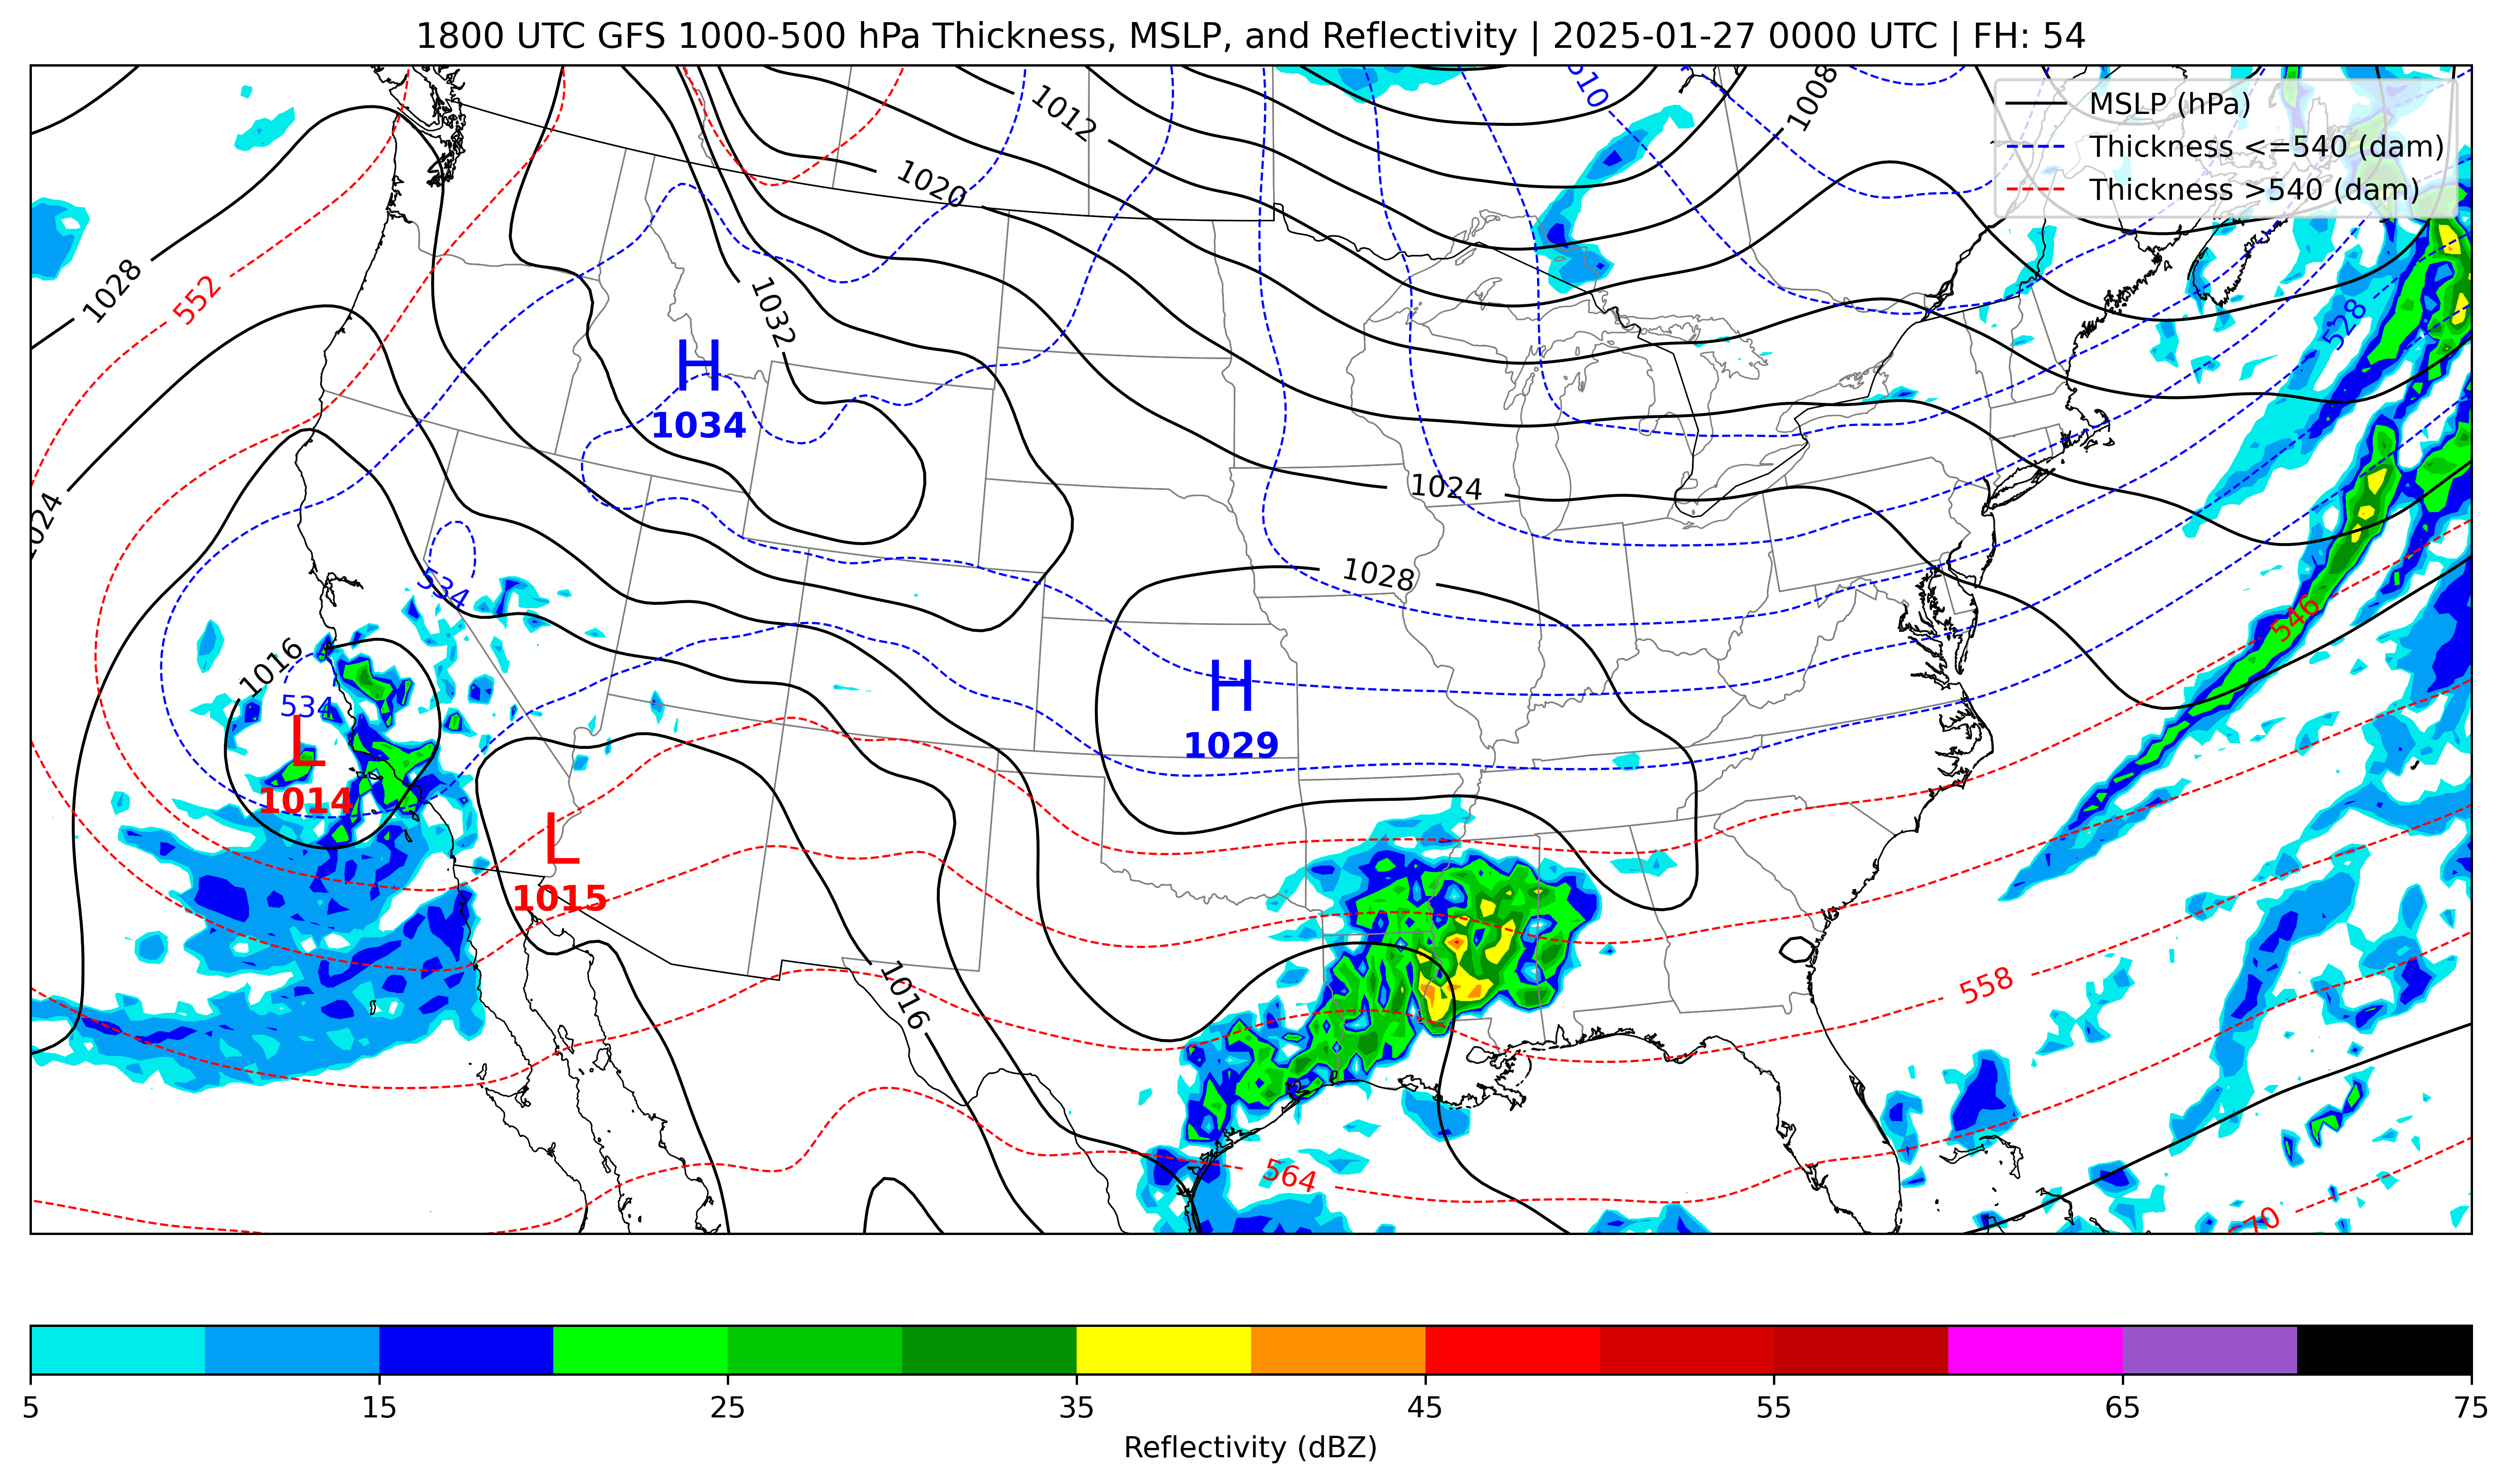 1800 UTC GFS 1000-500 hPa Thickness, MSLP, and Reflectivity | 2025-01-27 0000 UTC | FH: 54
MSLP (hPa)
Thickness <=540 (dam)
Thickness >540 (dam)
510
1008
1012
1020
1028
552
1032
528
H
1034
1024
1024
1028
534
546
1016
534
H
1029
L
1014
L
1015
1016
558
564
70
5 15 25 35 45 55 65 75
Reflectivity (dBZ)